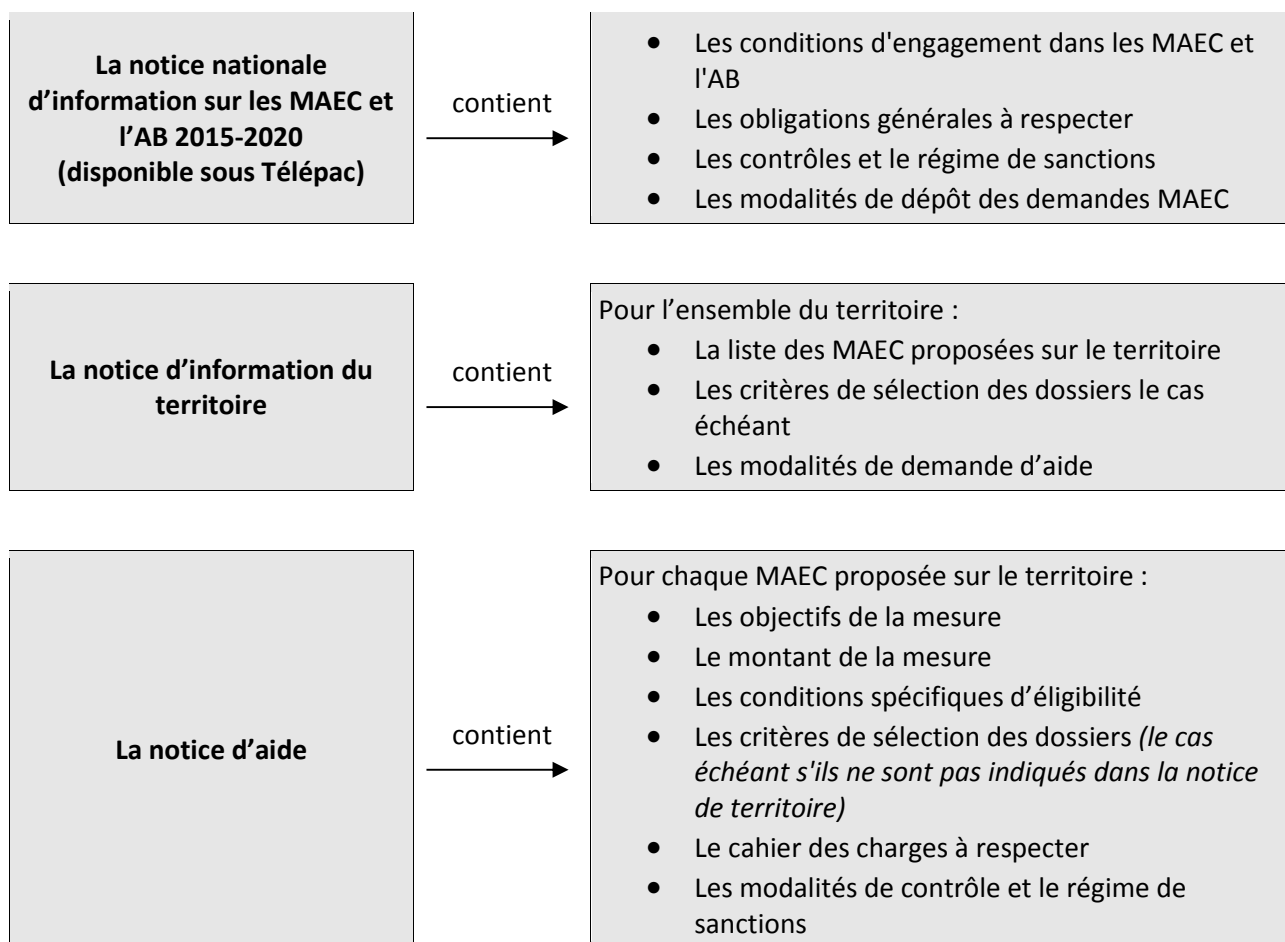 La notice nationale
d’information sur les MAEC et
l’AB 2015-2020
(disponible sous Télépac)
contient
• Les conditions d'engagement dans les MAEC et
l'AB
• Les obligations générales à respecter
• Les contrôles et le régime de sanctions
• Les modalités de dépôt des demandes MAEC
La notice d’information du
territoire
contient
Pour l’ensemble du territoire :
• La liste des MAEC proposées sur le territoire
• Les critères de sélection des dossiers le cas
échéant
• Les modalités de demande d’aide
La notice d’aide
contient
Pour chaque MAEC proposée sur le territoire :
• Les objectifs de la mesure
• Le montant de la mesure
• Les conditions spécifiques d’éligibilité
• Les critères de sélection des dossiers (le cas
échéant s'ils ne sont pas indiqués dans la notice
de territoire)
• Le cahier des charges à respecter
• Les modalités de contrôle et le régime de
sanctions